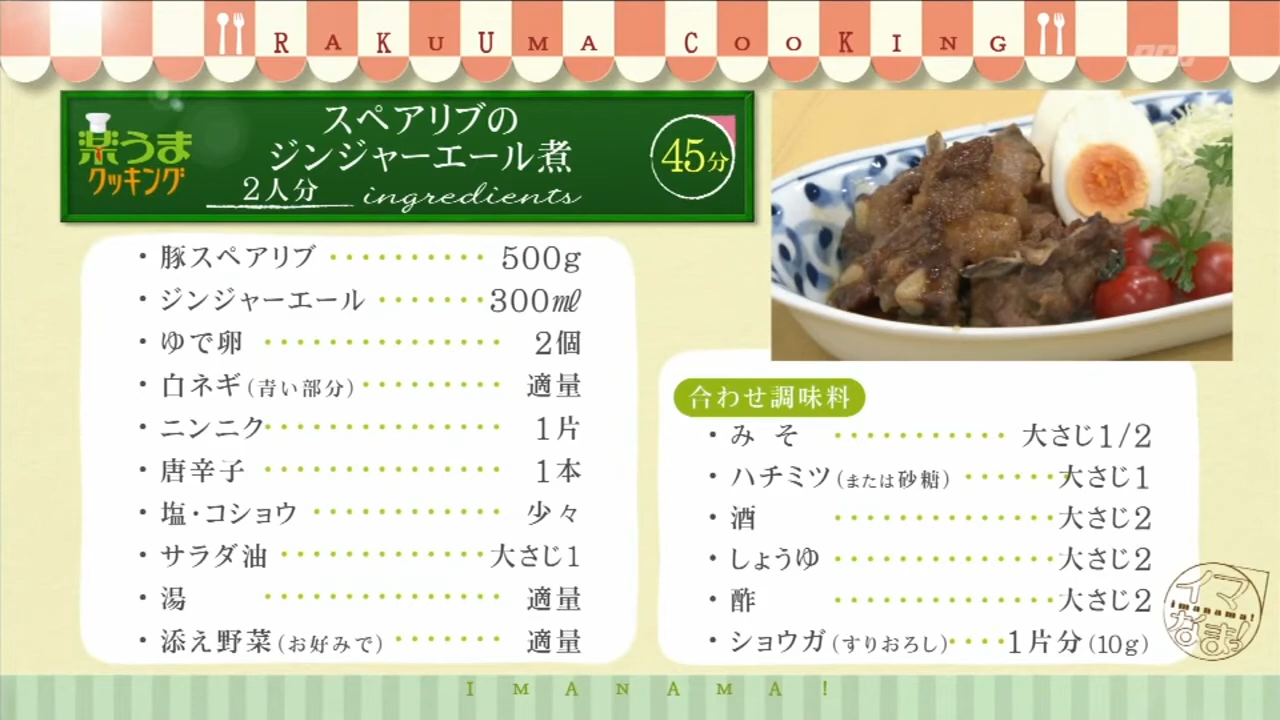 RAKUUMA COOKING
楽うま
クッキング
スペアリブの
ジンジャーエール煮
2人分 ingredients
45分
・豚スペアリブ ・・・・・・・・・・ 500g
・ジンジャーエール ・・・・・・・ 300㎖
・ゆで卵 ・・・・・・・・・・・・・ 2個
・白ネギ(青い部分) ・・・・・・・・ 適量
・ニンニク ・・・・・・・・・・・・・ 1片
・唐辛子 ・・・・・・・・・・・・・ 1本
・塩・コショウ ・・・・・・・・・・・ 少々
・サラダ油 ・・・・・・・・・・・・ 大さじ1
・湯 ・・・・・・・・・・・・・ 適量
・添え野菜(お好みで) ・・・・・・ 適量
合わせ調味料
・みそ ・・・・・・・・・・・ 大さじ1/2
・ハチミツ(または砂糖) ・・・・・・ 大さじ1
・酒 ・・・・・・・・・・・・・ 大さじ2
・しょうゆ ・・・・・・・・・・・・・ 大さじ2
・酢 ・・・・・・・・・・・・・ 大さじ2
・ショウガ(すりおろし) ・・・・ 1片分(10g)
イマ
imanama!
なまっ!
IMANAMA!